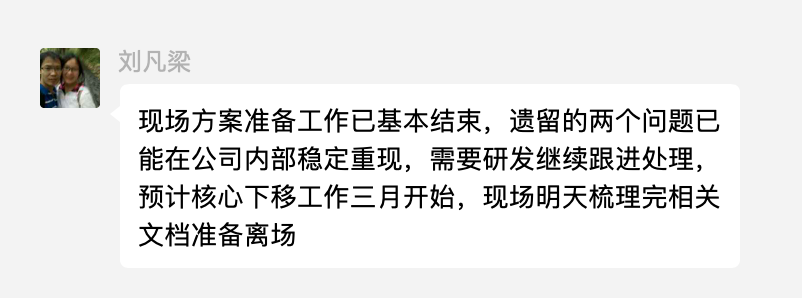 刘凡梁
现场方案准备工作已基本结束，遗留的两个问题已
能在公司内部稳定重现，需要研发继续跟进处理，
预计核心下移工作三月开始，现场明天梳理完相关
文档准备离场